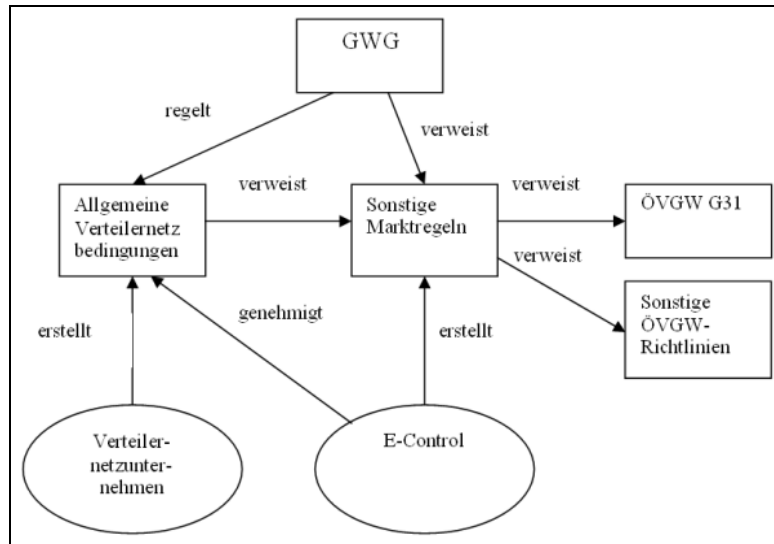 GWG
regelt
verweist
Allgemeine
Verteilernetz
bedingungen
verweist
Sonstige
Marktregeln
verweist
ÖVGW G31
verweist
Sonstige
ÖVGW-
Richtlinien
erstellt
genehmigt
erstellt
Verteiler-
netzunter-
nehmen
E-Control